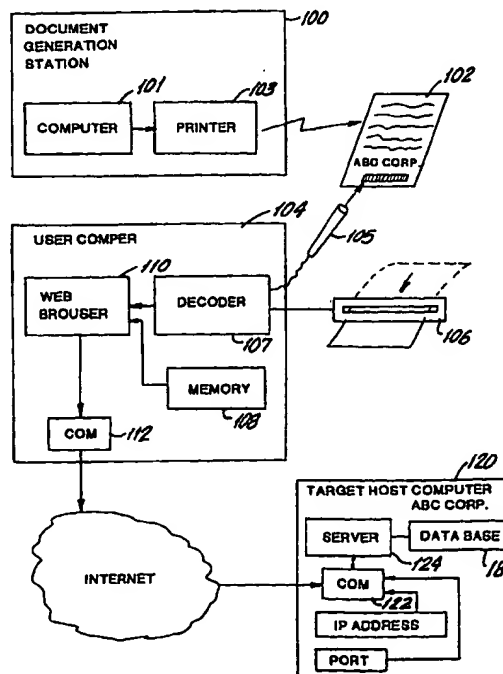 100
DOCUMENT
GENERATION
STATION
101
103
102
COMPUTER
PRINTER
ABC CORP.
104
105
USER COMPER
110
WEB
BROUSER
DECODER
107
106
MEMORY
108
COM
112
120
TARGET HOST COMPUTER
ABC CORP.
SERVER
DATA BASE
124
INTERNET
COM
122
IP ADDRESS
PORT